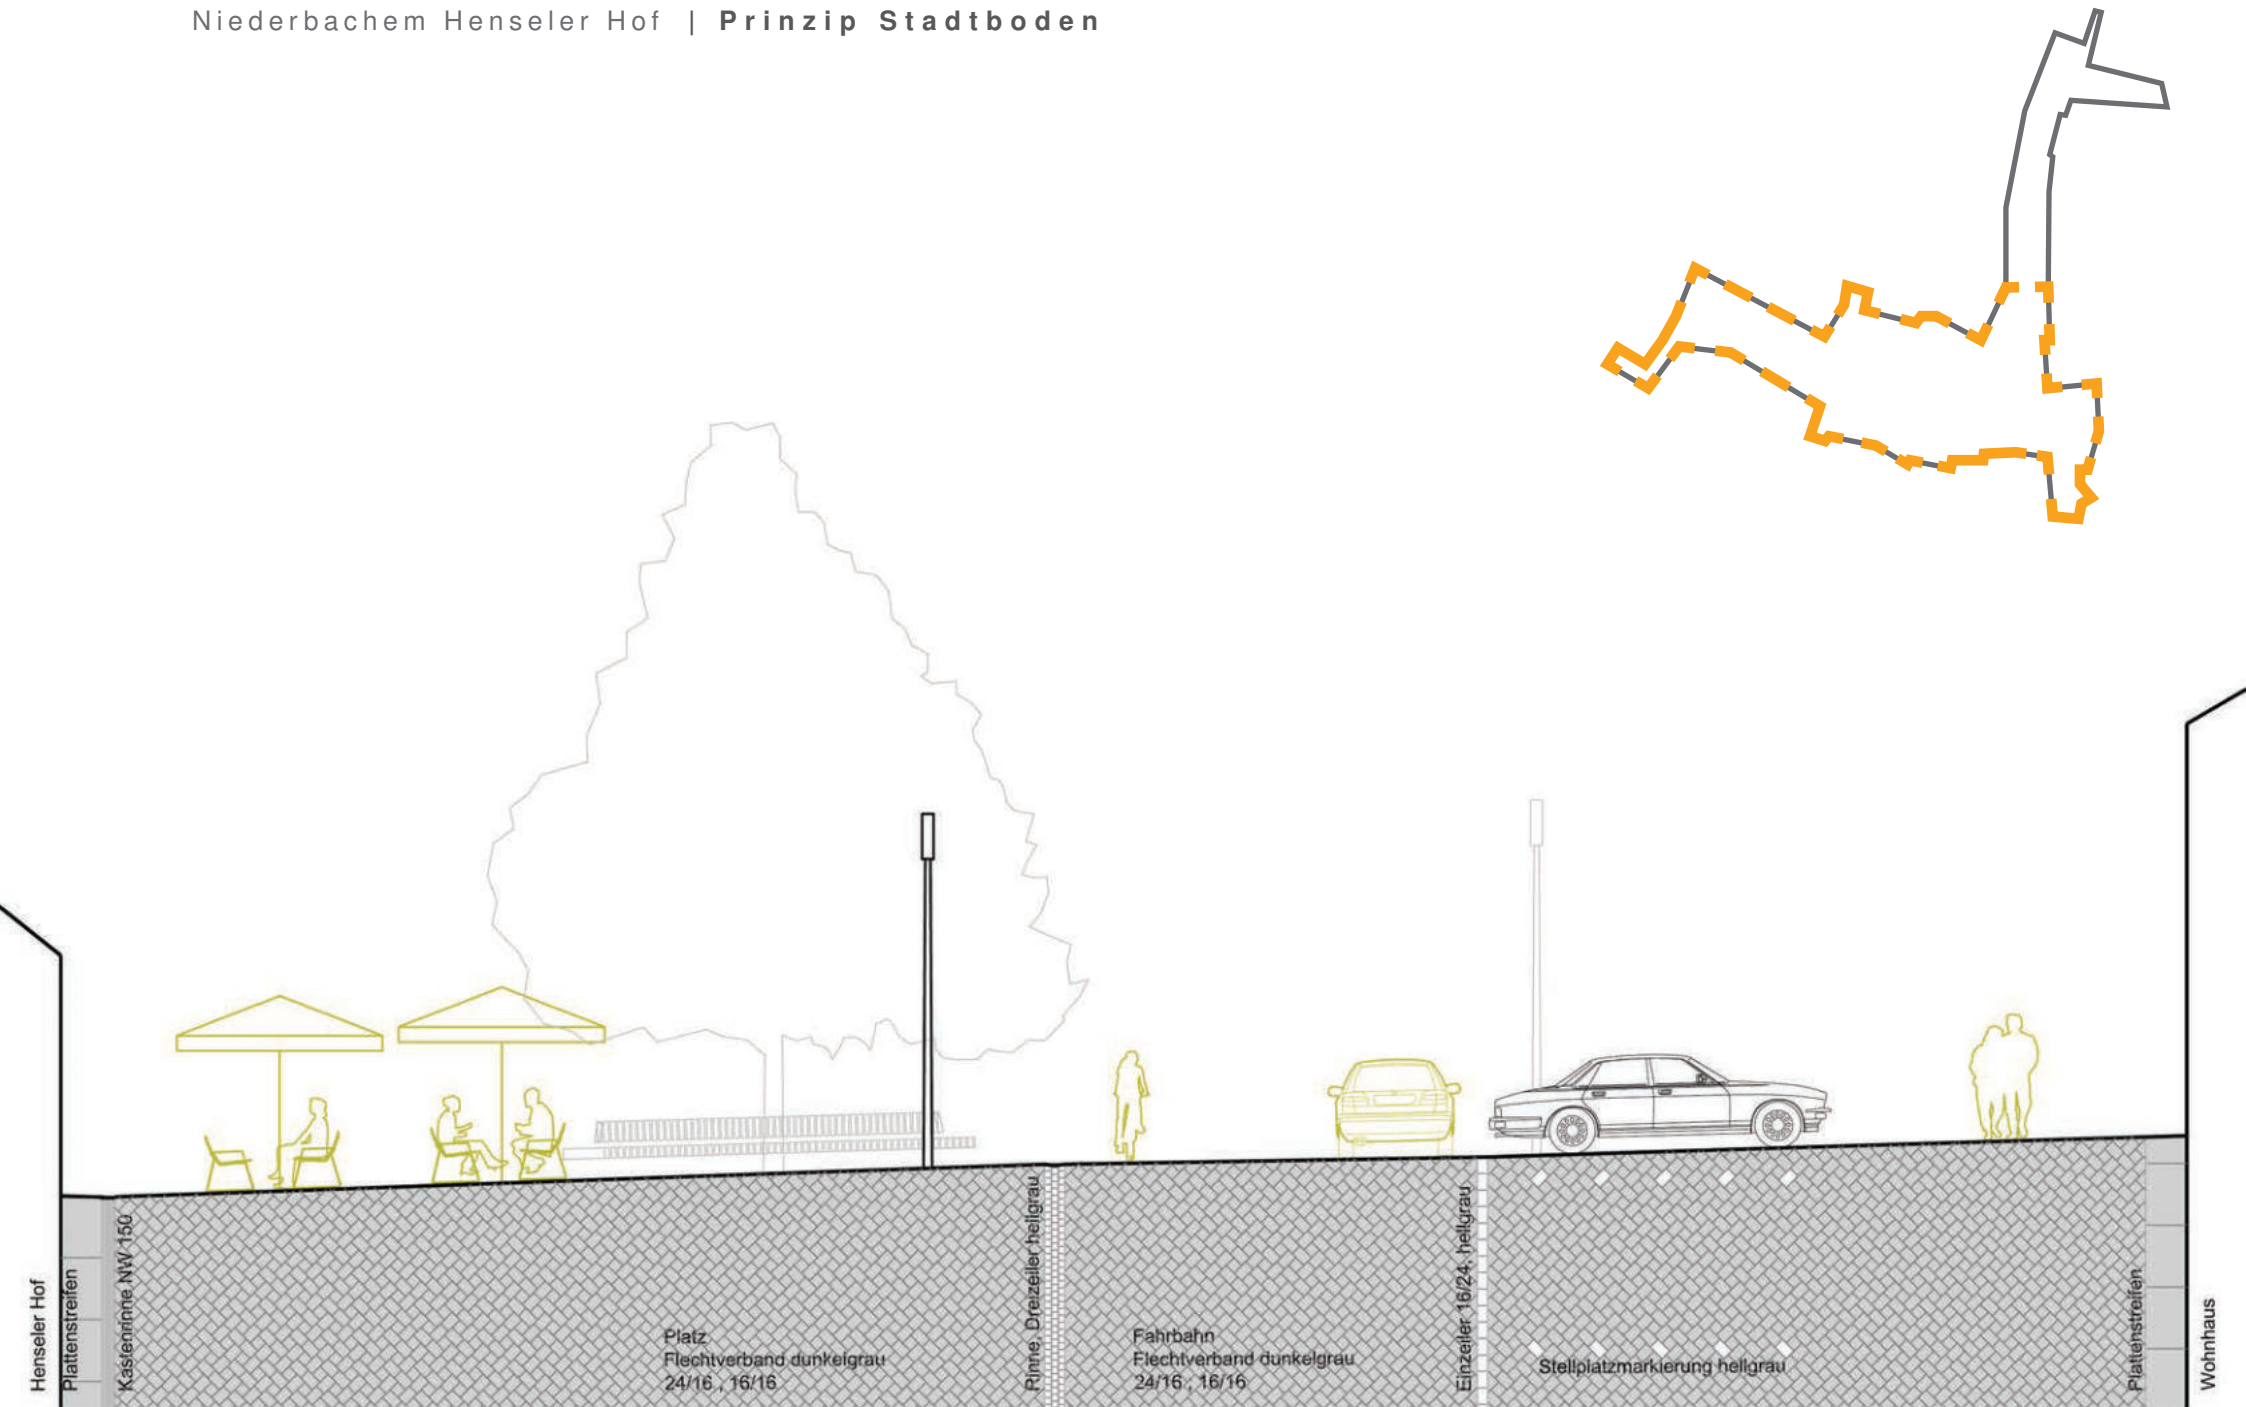 Niederbachem Henseler Hof | Prinzip Stadtboden
Henseler Hof
Plattenstreifen
Kastenrinne NW 150
Platz
Flechtverband dunkelgrau
24/16 , 16/16
Rinne, Dreizeiler hellgrau
Fahrbahn
Flechtverband dunkelgrau
24/16 , 16/16
Einzeiler 16/24, hellgrau
Stellplatzmarkierung hellgrau
Plattenstreifen
Wohnhaus